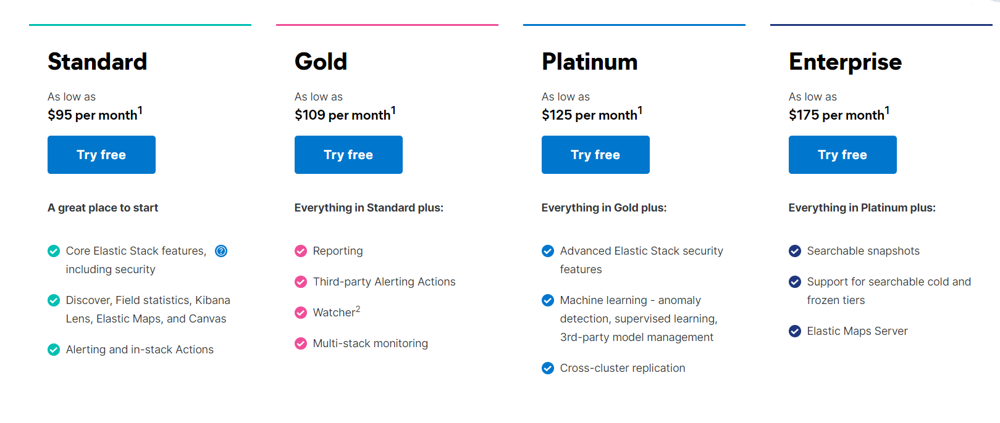 Standard
As low as
$95 per month1
Try free
A great place to start
Core Elastic Stack features,
including security
Discover, Field statistics, Kibana
Lens, Elastic Maps, and Canvas
Alerting and in-stack Actions
Gold
As low as
$109 per month1
Try free
Everything in Standard plus:
Reporting
Third-party Alerting Actions
Watcher2
Multi-stack monitoring
Platinum
As low as
$125 per month1
Try free
Everything in Gold plus:
Advanced Elastic Stack security
features
Machine learning - anomaly
detection, supervised learning,
3rd-party model management
Cross-cluster replication
Enterprise
As low as
$175 per month1
Try free
Everything in Platinum plus:
Searchable snapshots
Support for searchable cold and
frozen tiers
Elastic Maps Server